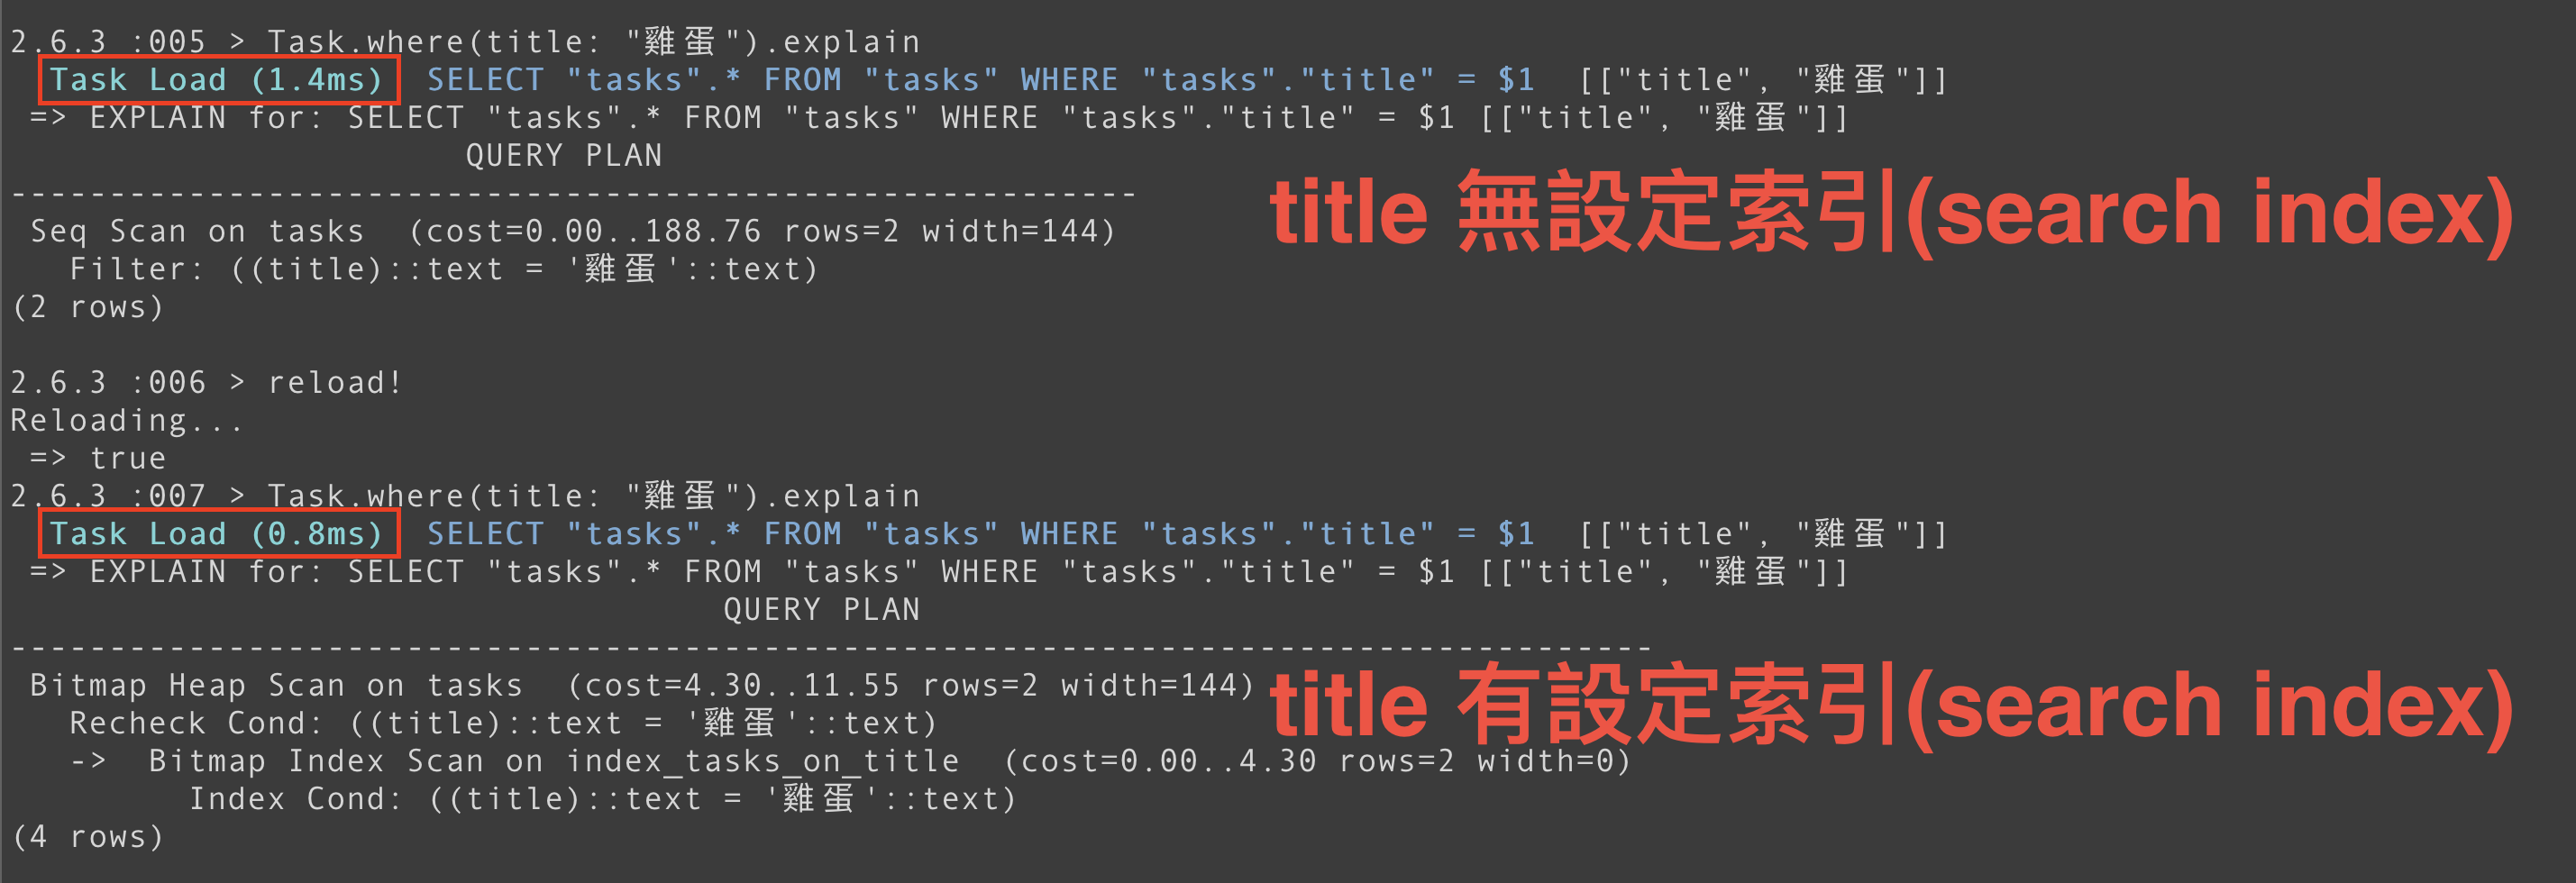 2.6.3 :005 > Task.where(title: "雞蛋").explain
  Task Load (1.4ms)  SELECT "tasks".* FROM "tasks" WHERE "tasks"."title" = $1  [["title", "雞蛋"]]
 => EXPLAIN for: SELECT "tasks".* FROM "tasks" WHERE "tasks"."title" = $1 [["title", "雞蛋"]]
                       QUERY PLAN
---------------------------------------------------------
title 無設定索引(search index)
 Seq Scan on tasks  (cost=0.00..188.76 rows=2 width=144)
   Filter: ((title)::text = '雞蛋'::text)
(2 rows)
2.6.3 :006 > reload!
Reloading...
 => true
2.6.3 :007 > Task.where(title: "雞蛋").explain
  Task Load (0.8ms)  SELECT "tasks".* FROM "tasks" WHERE "tasks"."title" = $1  [["title", "雞蛋"]]
 => EXPLAIN for: SELECT "tasks".* FROM "tasks" WHERE "tasks"."title" = $1 [["title", "雞蛋"]]
                                    QUERY PLAN
-----------------------------------------------------------------------------------
 Bitmap Heap Scan on tasks  (cost=4.30..11.55 rows=2 width=144)
title 有設定索引(search index)
   Recheck Cond: ((title)::text = '雞蛋'::text)
   ->  Bitmap Index Scan on index_tasks_on_title  (cost=0.00..4.30 rows=2 width=0)
         Index Cond: ((title)::text = '雞蛋'::text)
(4 rows)